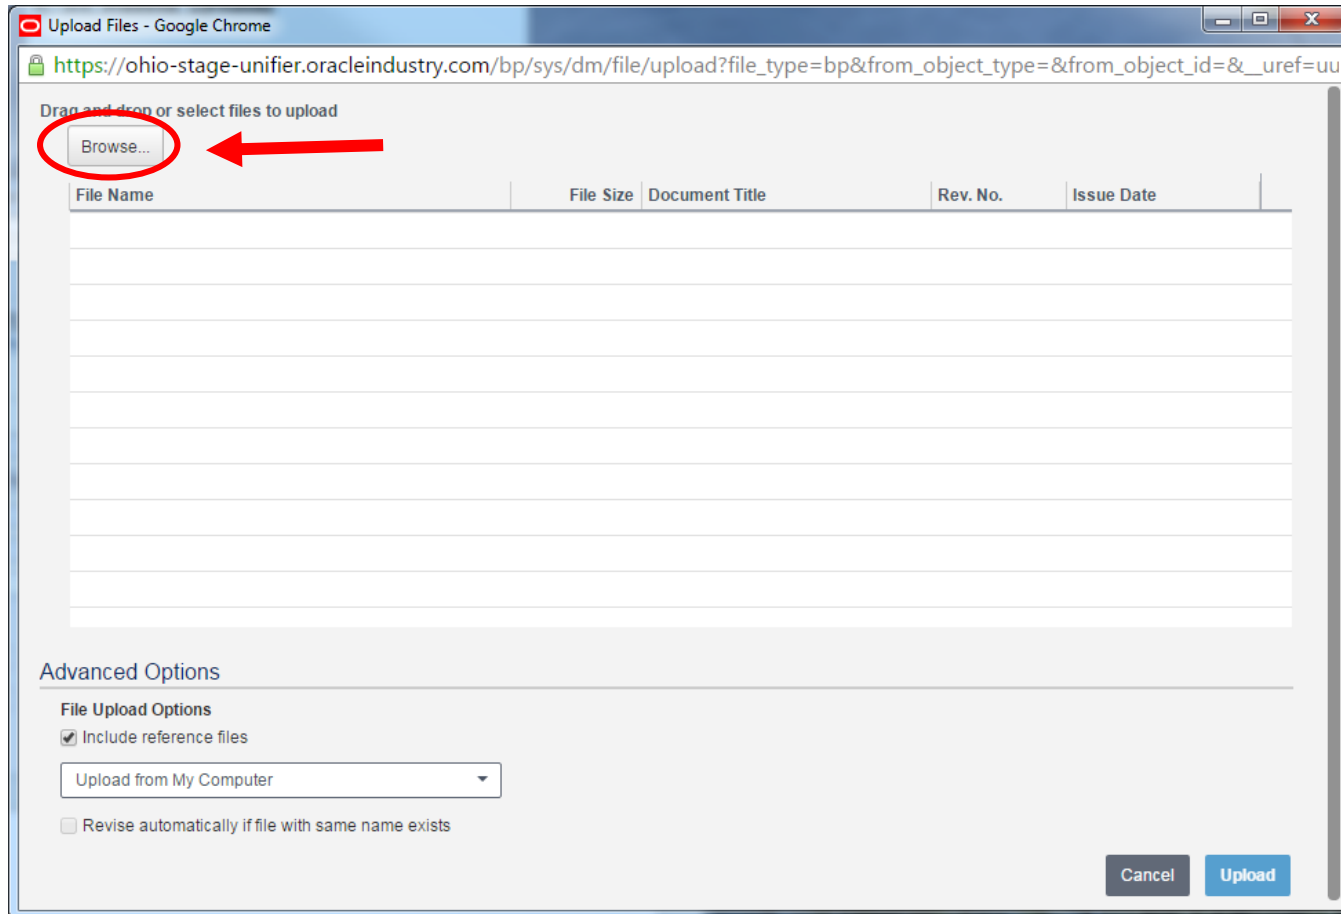 Upload Files - Google Chrome
https://ohio-stage-unifier.oracleindustry.com/bp/sys/dm/file/upload?file_type=bp&from_object_type=&from_object_id=&__uref=uu
Drag and drop or select files to upload
Browse...
File Name File Size Document Title Rev. No. Issue Date
Advanced Options
File Upload Options
Include reference files
Upload from My Computer
Revise automatically if file with same name exists
Cancel Upload